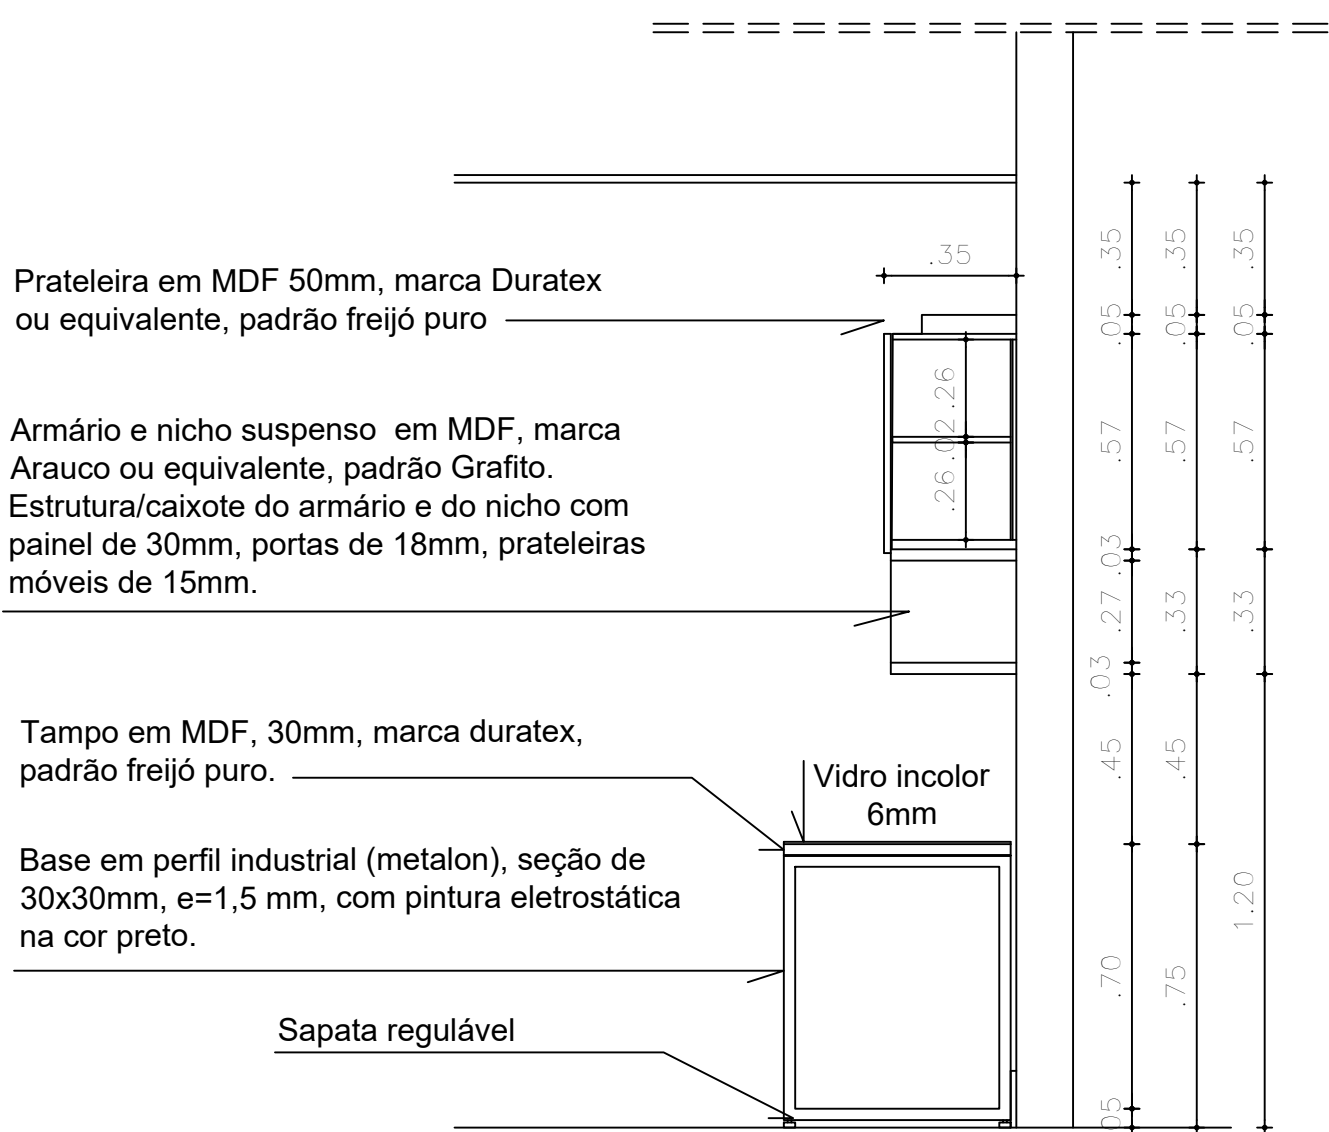 .35
Prateleira em MDF 50mm, marca Duratex
ou equivalente, padrão freijó puro
Armário e nicho suspenso  em MDF, marca
Arauco ou equivalente, padrão Grafito.
Estrutura/caixote do armário e do nicho com
painel de 30mm, portas de 18mm, prateleiras
móveis de 15mm.
.26
.02
.26
Tampo em MDF, 30mm, marca duratex,
padrão freijó puro.
Vidro incolor
6mm
Base em perfil industrial (metalon), seção de
30x30mm, e=1,5 mm, com pintura eletrostática
na cor preto.
Sapata regulável
.35
.05
.57
.03
.27
.03
.45
.70
.05
.35
.05
.57
.33
.45
.75
.35
.05
.57
.33
1.20